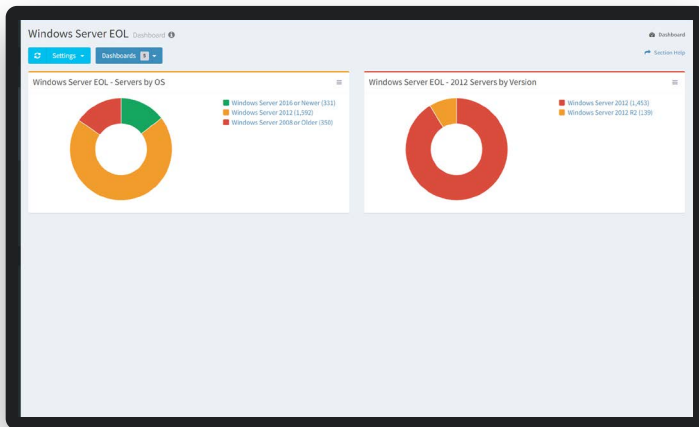 Windows Server EOL Dashboard
Dashboard
Settings
Dashboards
Section Help
Windows Server EOL - Servers by OS
Windows Server 2016 or Newer (331)
Windows Server 2012 (1,592)
Windows Server 2008 or Older (350)
Windows Server EOL - 2012 Servers by Version
Windows Server 2012 (1,453)
Windows Server 2012 R2 (139)